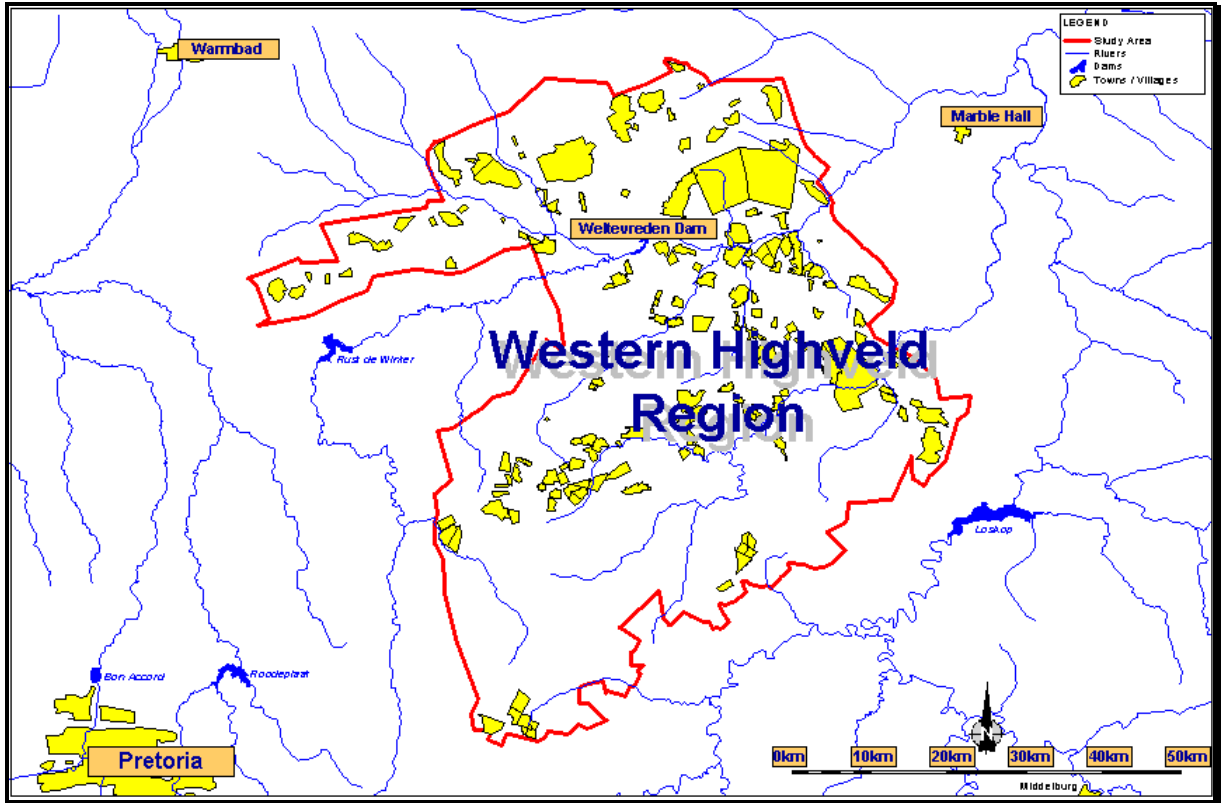 LEGEND
Study Area
Rivers
Dams
Towns / Villages
Warmbad
Marble Hall
Weltevreden Dam
Rust de Winter
Western Highveld
Region
Loskop
Bon Accord
Roodeplaat
Pretoria
N
0km 10km 20km 30km 40km 50km
Middelburg